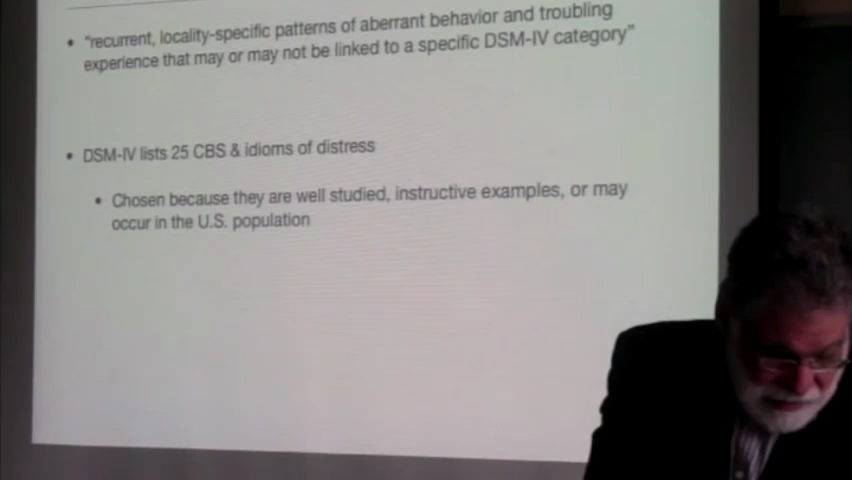 • “recurrent, locality-specific patterns of aberrant behavior and troubling
experience that may or may not be linked to a specific DSM-IV category”
• DSM-IV lists 25 CBS & idioms of distress
• Chosen because they are well studied, instructive examples, or may
occur in the U.S. population